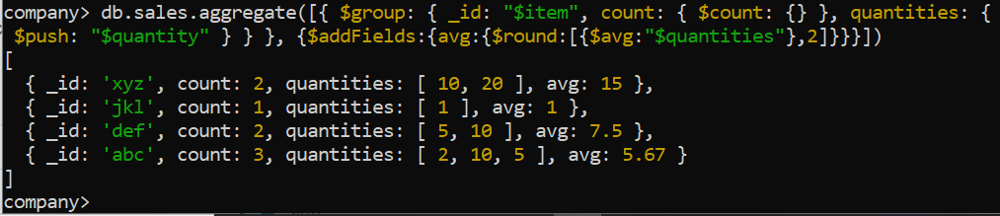 company> db.sales.aggregate([{ $group: { _id: "$item", count: { $count: {} }, quantities: {
$push: "$quantity" } } }, {$addFields:{avg:{$round:[{$avg:"$quantities"},2]}}}])
[
{ _id: 'xyz', count: 2, quantities: [ 10, 20 ], avg: 15 },
{ _id: 'jkl', count: 1, quantities: [ 1 ], avg: 1 },
{ _id: 'def', count: 2, quantities: [ 5, 10 ], avg: 7.5 },
{ _id: 'abc', count: 3, quantities: [ 2, 10, 5 ], avg: 5.67 }
]
company>